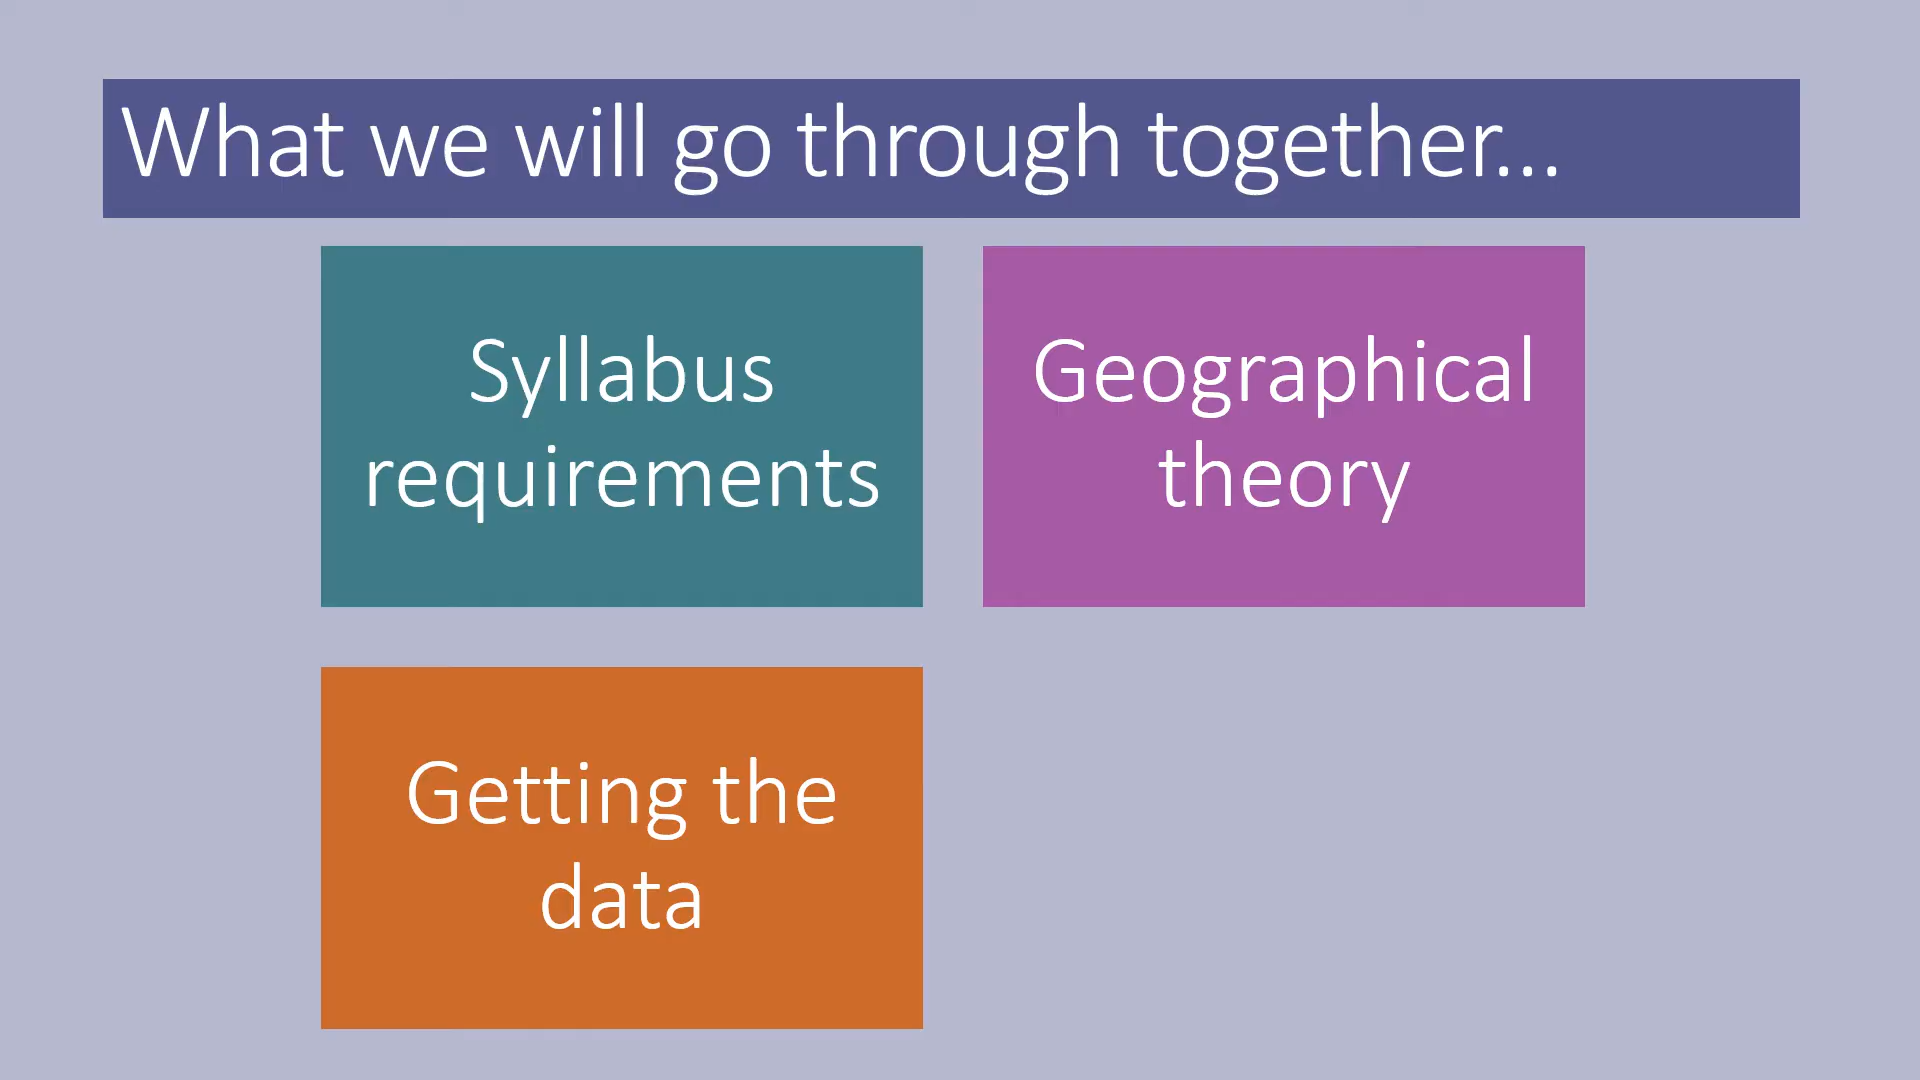 What we will go through together...
Syllabus
requirements
Geographical
theory
Getting the
data